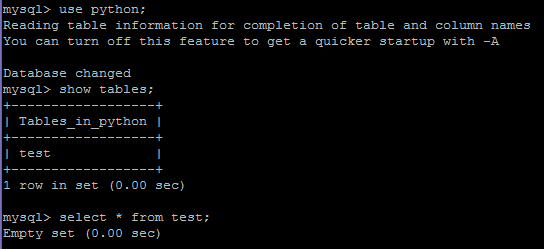 mysql> use python;
Reading table information for completion of table and column names
You can turn off this feature to get a quicker startup with -A

Database changed
mysql> show tables;
+------------------+
| Tables_in_python |
+------------------+
| test             |
+------------------+
1 row in set (0.00 sec)

mysql> select * from test;
Empty set (0.00 sec)